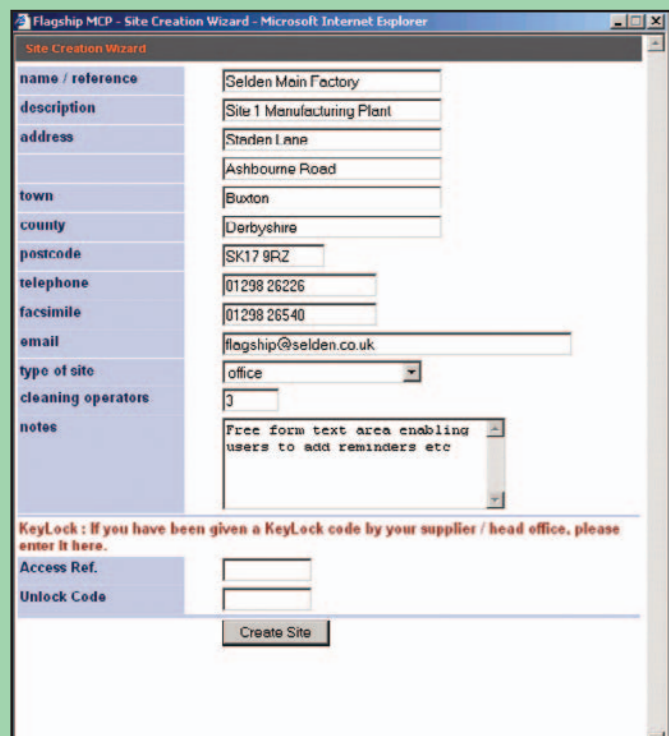 Flagship MCP - Site Creation Wizard - Microsoft Internet Explorer
Site Creation Wizard
name / reference Selden Main Factory
description Site 1 Manufacturing Plant
address Staden Lane
Ashbourne Road
town Buxton
county Derbyshire
postcode SK17 9RZ
telephone 01298 26226
facsimile 01298 26540
email flagship@selden.co.uk
type of site office
cleaning operators 3
notes Free form text area enabling
users to add reminders etc
KeyLock : If you have been given a KeyLock code by your supplier / head office, please
enter it here.
Access Ref.
Unlock Code
Create Site